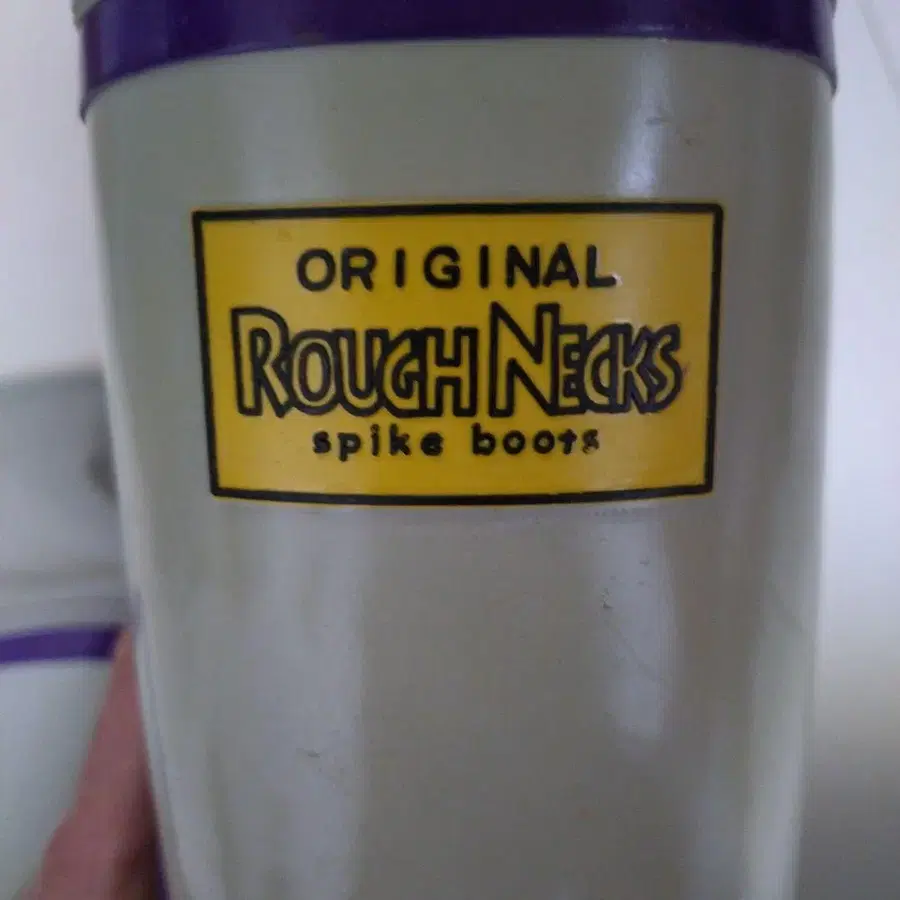 ORIGINAL
ROUGH NECKS
spike boots